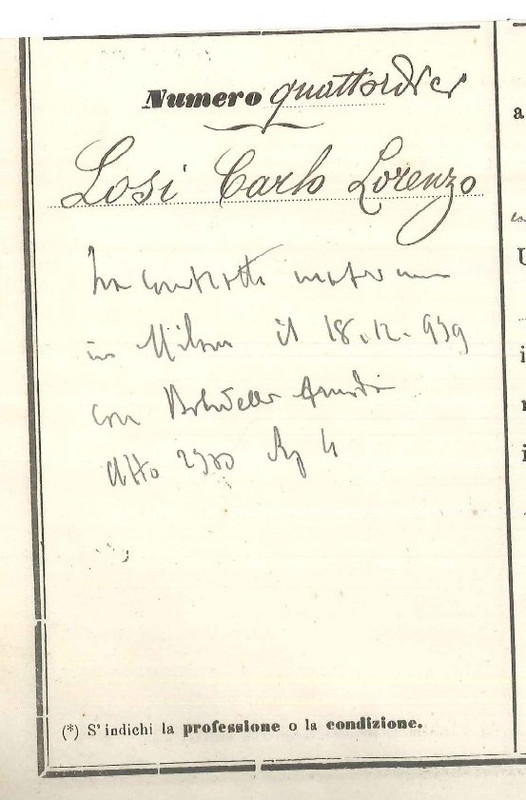 Numero quattordici
Losi Carlo Lorenzo
ha contratto matrimonio
in Milano il 18.12.939
con
Atto
(*) S'indichi la professione o la condizione.
a
U
i
i